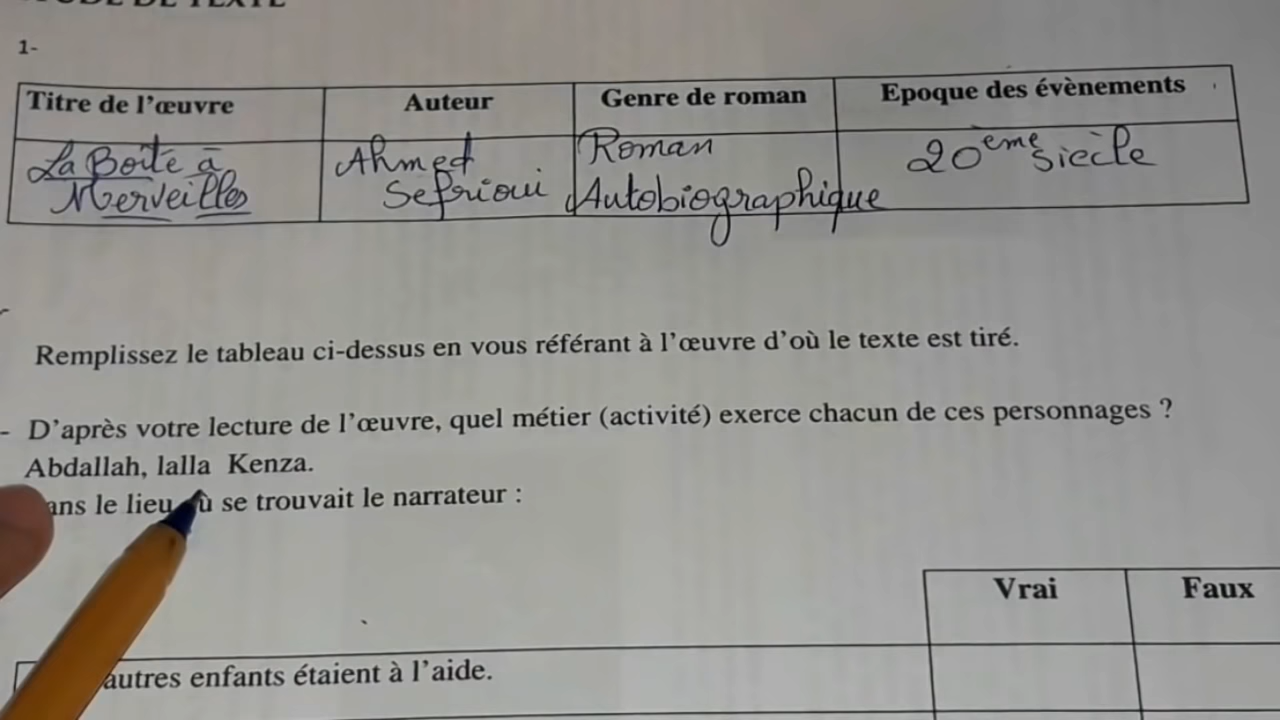 1-
Titre de l'œuvre Auteur Genre de roman Epoque des évènements
La Boîte à Merveilles Ahmed Sefrioui Roman Autobiographique 20ème siècle
Remplissez le tableau ci-dessus en vous référant à l'œuvre d'où le texte est tiré.
- D'après votre lecture de l'œuvre, quel métier (activité) exerce chacun de ces personnages ?
Abdallah, lalla Kenza.
ans le lieu où se trouvait le narrateur :
Vrai Faux
autres enfants étaient à l'aide.